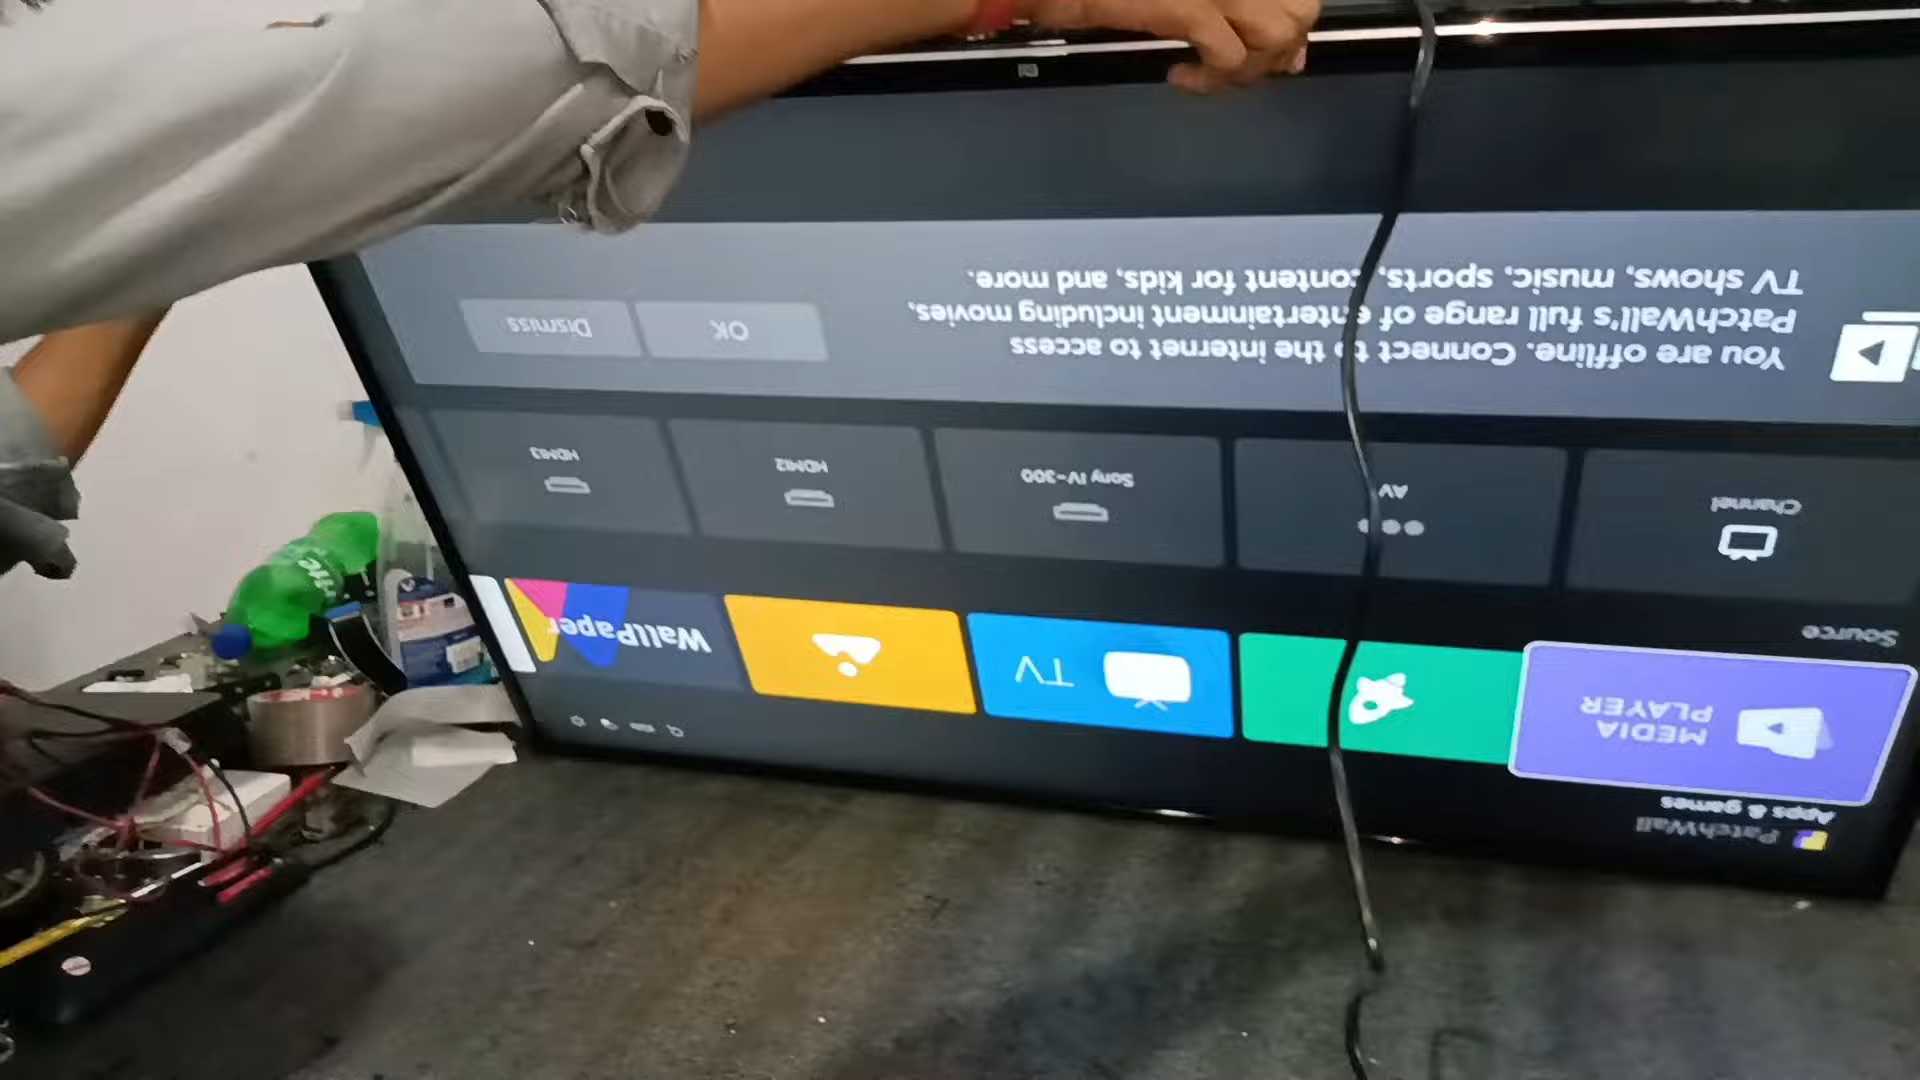 PatchWall
Apps & games
MEDIA
PLAYER
TV
WallPaper
Source
Channel
AV
Sony IV-300
HDMI2
HDMI3
You are offline. Connect to the internet to access
PatchWall's full range of entertainment including movies,
TV shows, music, sports, content for kids, and more.
OK
Dismiss